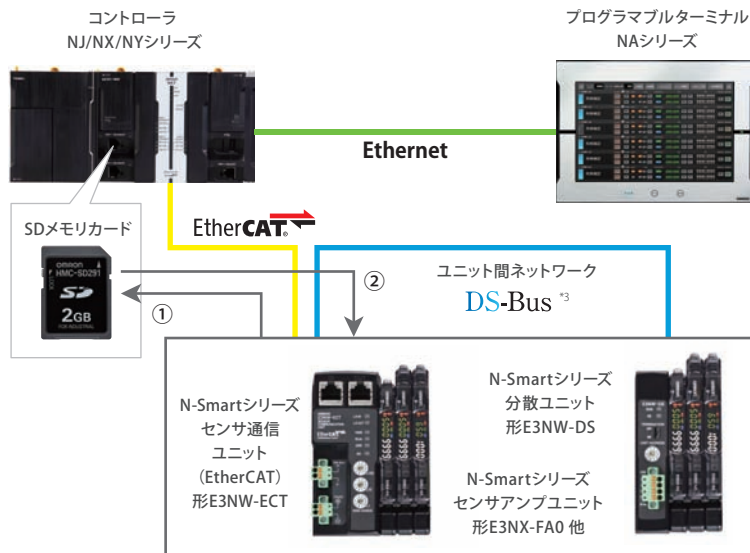 コントローラ
NJ/NX/NYシリーズ
プログラマブルターミナル
NAシリーズ
Ethernet
SDメモリカード
EtherCAT®
omron
HMC-SD291
SD
2GB
FOR INDUSTRIAL
①
②
ユニット間ネットワーク
DS-Bus *3
N-Smartシリーズ
センサ通信
ユニット
(EtherCAT)
形E3NW-ECT
N-Smartシリーズ
分散ユニット
形E3NW-DS
N-Smartシリーズ
センサアンプユニット
形E3NX-FA0 他